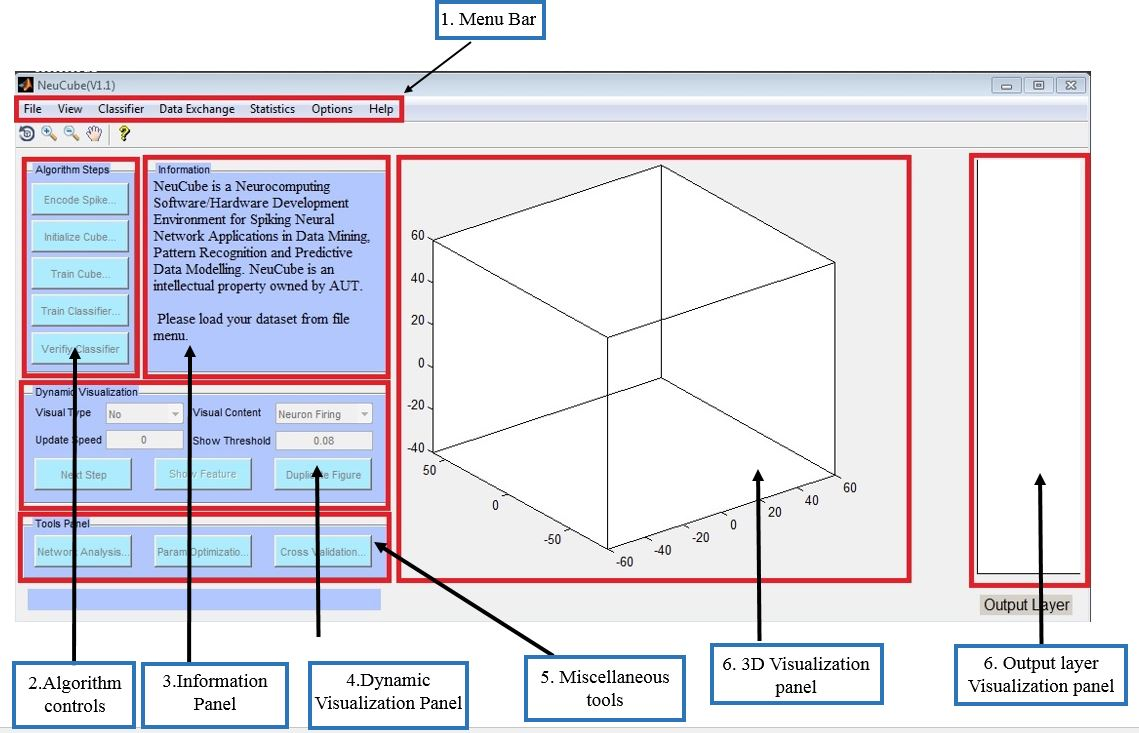 1. Menu Bar
NeuCube(V1.1)
File View Classifier Data Exchange Statistics Options Help
Algorithm Steps
Encode Spike...
Initialize Cube...
Train Cube...
Train Classifier...
Verifiy Classifier
Information
NeuCube is a Neurocomputing
Software/Hardware Development
Environment for Spiking Neural
Network Applications in Data Mining,
Pattern Recognition and Predictive
Data Modelling. NeuCube is an
intellectual property owned by AUT.
Please load your dataset from file
menu.
Dynamic Visualization
Visual Type No Visual Content Neuron Firing
Update Speed 0 Show Threshold 0.08
Next Step Show Feature Duplicate Figure
Tools Panel
Network Analysis... Param Optimizatio... Cross Validation...
60
40
20
0
-20
-40
50
0
-50
-60
-40
-20
0
20
40
60
Output Layer
2.Algorithm
controls
3.Information
Panel
4.Dynamic
Visualization Panel
5. Miscellaneous
tools
6. 3D Visualization
panel
6. Output layer
Visualization panel